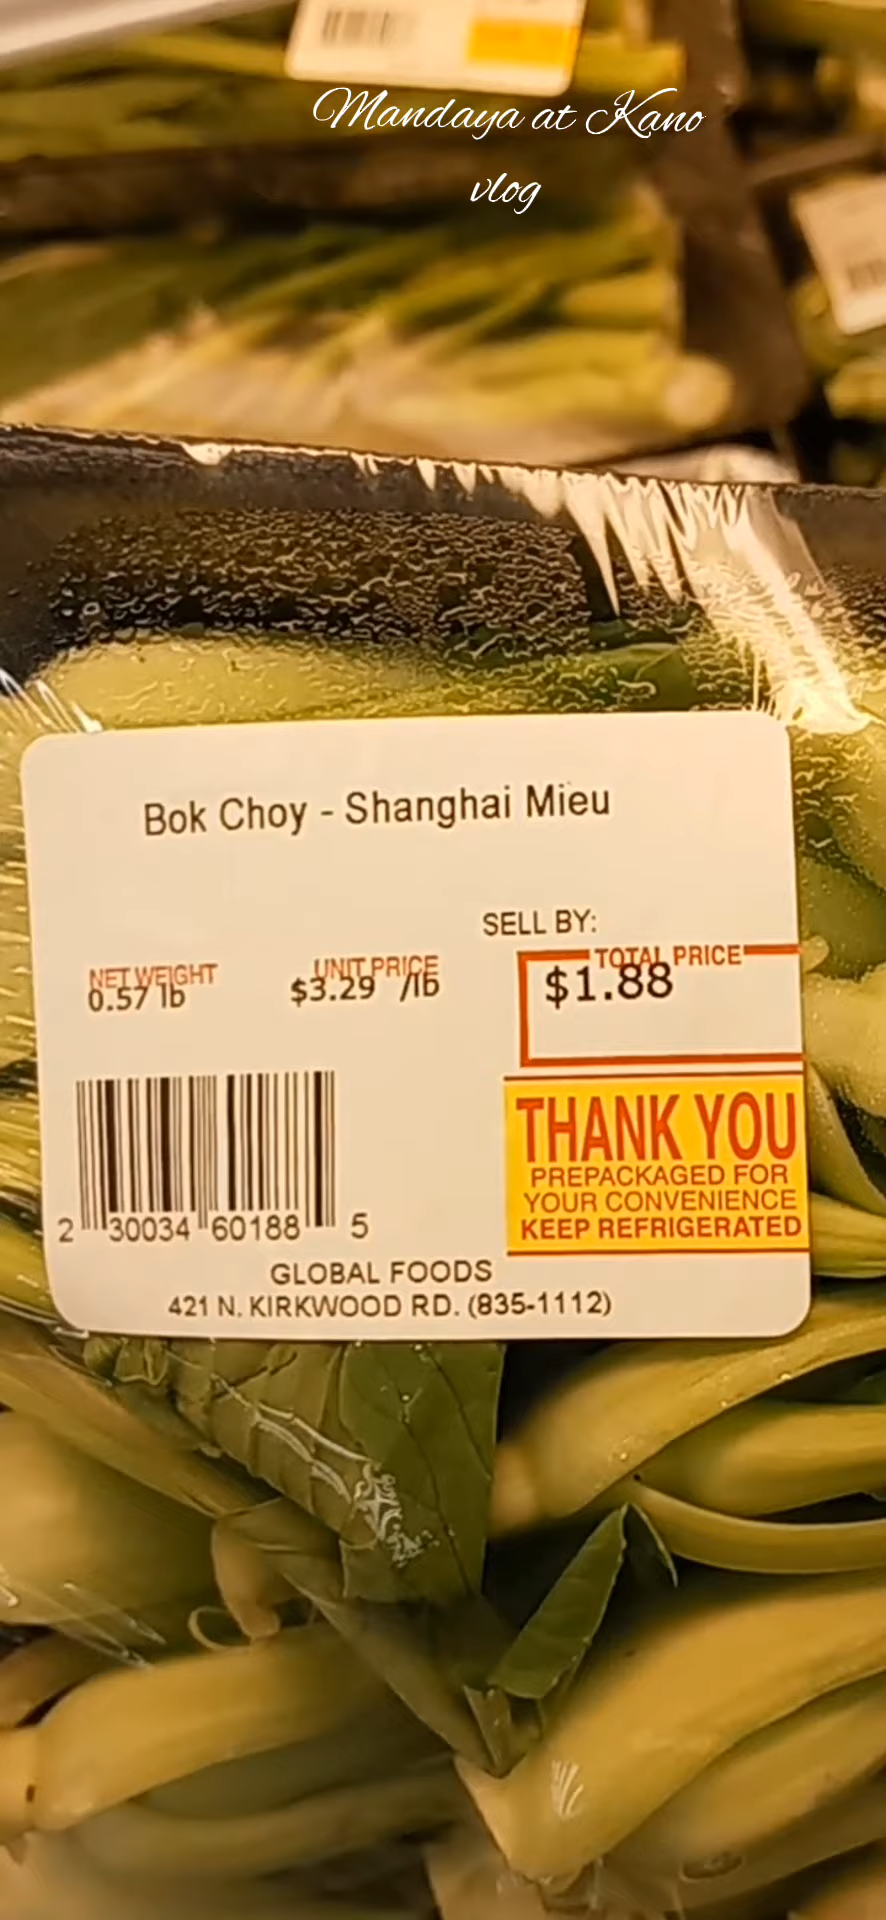 Mandaya at Kano
vlog
Bok Choy - Shanghai Mieu
SELL BY:
NET WEIGHT UNIT PRICE TOTAL PRICE
0.57 lb $3.29 /lb $1.88
THANK YOU
PREPACKAGED FOR
YOUR CONVENIENCE
KEEP REFRIGERATED
2 30034 60188 5
GLOBAL FOODS
421 N. KIRKWOOD RD. (835-1112)